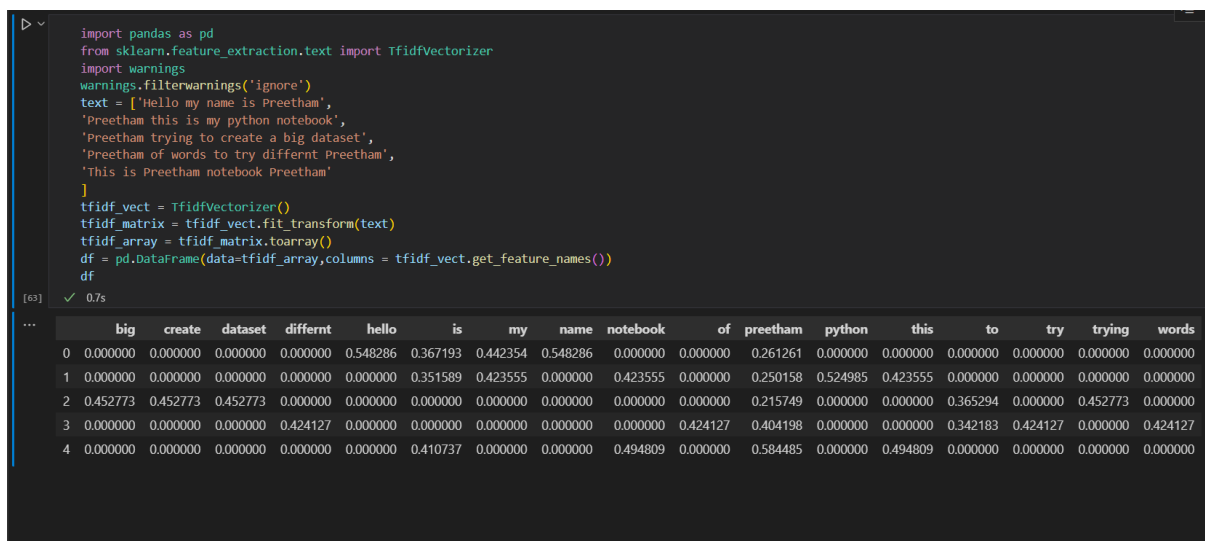 import pandas as pd
from sklearn.feature_extraction.text import TfidfVectorizer
import warnings
warnings.filterwarnings('ignore')
text = ['Hello my name is Preetham',
'Preetham this is my python notebook',
'Preetham trying to create a big dataset',
'Preetham of words to try differnt Preetham',
'This is Preetham notebook Preetham'
]
tfidf_vect = TfidfVectorizer()
tfidf_matrix = tfidf_vect.fit_transform(text)
tfidf_array = tfidf_matrix.toarray()
df = pd.DataFrame(data=tfidf_array,columns = tfidf_vect.get_feature_names())
df
[63] ✓ 0.7s
... big create dataset differnt hello is my name notebook of preetham python this to try trying words
0 0.000000 0.000000 0.000000 0.000000 0.548286 0.367193 0.442354 0.548286 0.000000 0.000000 0.261261 0.000000 0.000000 0.000000 0.000000 0.000000 0.000000
1 0.000000 0.000000 0.000000 0.000000 0.000000 0.351589 0.423555 0.000000 0.423555 0.000000 0.250158 0.524985 0.423555 0.000000 0.000000 0.000000 0.000000
2 0.452773 0.452773 0.452773 0.000000 0.000000 0.000000 0.000000 0.000000 0.000000 0.000000 0.215749 0.000000 0.000000 0.365294 0.000000 0.452773 0.000000
3 0.000000 0.000000 0.000000 0.424127 0.000000 0.000000 0.000000 0.000000 0.000000 0.424127 0.404198 0.000000 0.000000 0.342183 0.424127 0.000000 0.424127
4 0.000000 0.000000 0.000000 0.000000 0.000000 0.410737 0.000000 0.000000 0.494809 0.000000 0.584485 0.000000 0.494809 0.000000 0.000000 0.000000 0.000000